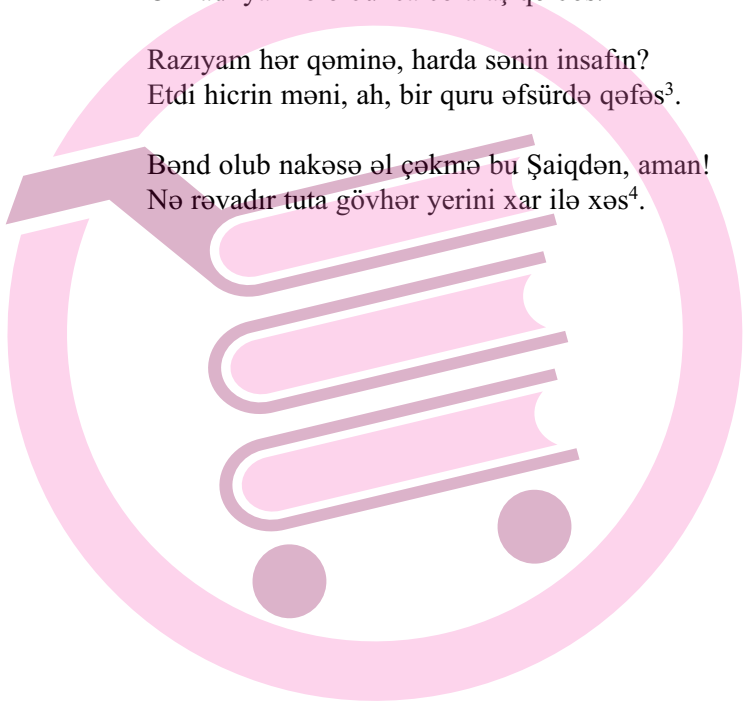 Razıyam hər qəminə, harda sənin insafın?
Etdi hicrin məni, ah, bir quru əfsürdə qəfəs³.
Bənd olub nakəsə əl çəkmə bu Şaiqdən, aman!
Nə rəvadır tuta gövhər yerini xar ilə xəs⁴.